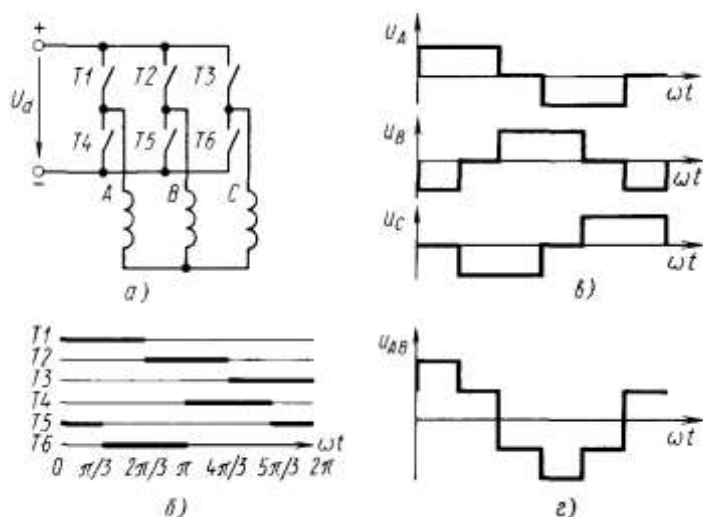 +
T1 T2 T3
U_d
T4 T5 T6
−
A B C
а)
T1
T2
T3
T4
T5
T6
ωt
0 π/3 2π/3 π 4π/3 5π/3 2π
б)
u_A
ωt
u_B
ωt
u_C
ωt
в)
u_AB
ωt
г)